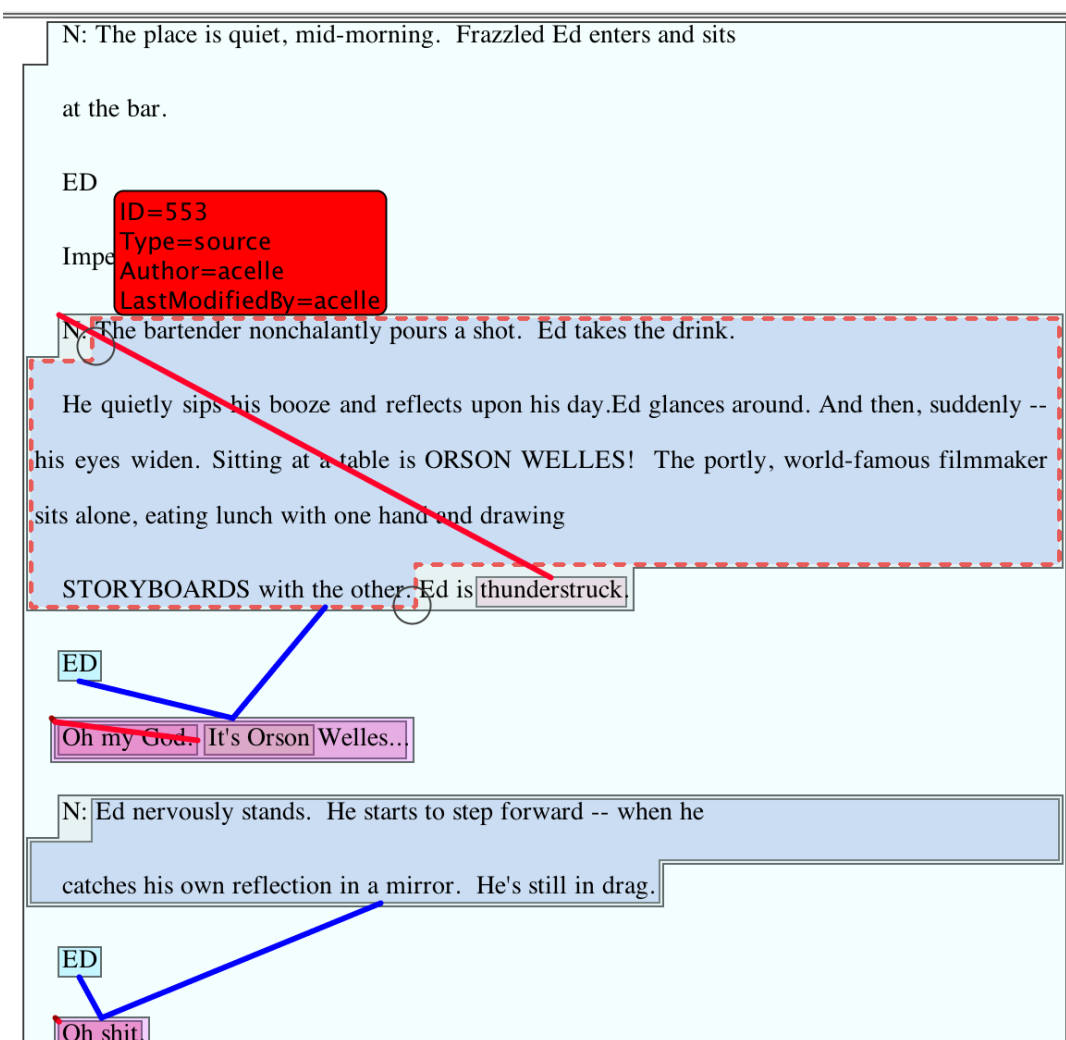 N: The place is quiet, mid-morning.  Frazzled Ed enters and sits
at the bar.
ED
Impe
ID=553
Type=source
Author=acelle
LastModifiedBy=acelle
N: The bartender nonchalantly pours a shot.  Ed takes the drink.
He quietly sips his booze and reflects upon his day.Ed glances around. And then, suddenly --
his eyes widen. Sitting at a table is ORSON WELLES!  The portly, world-famous filmmaker
sits alone, eating lunch with one hand and drawing
STORYBOARDS with the other. Ed is thunderstruck.
ED
Oh my God. It's Orson Welles...
N: Ed nervously stands.  He starts to step forward -- when he
catches his own reflection in a mirror.  He's still in drag.
ED
Oh shit.